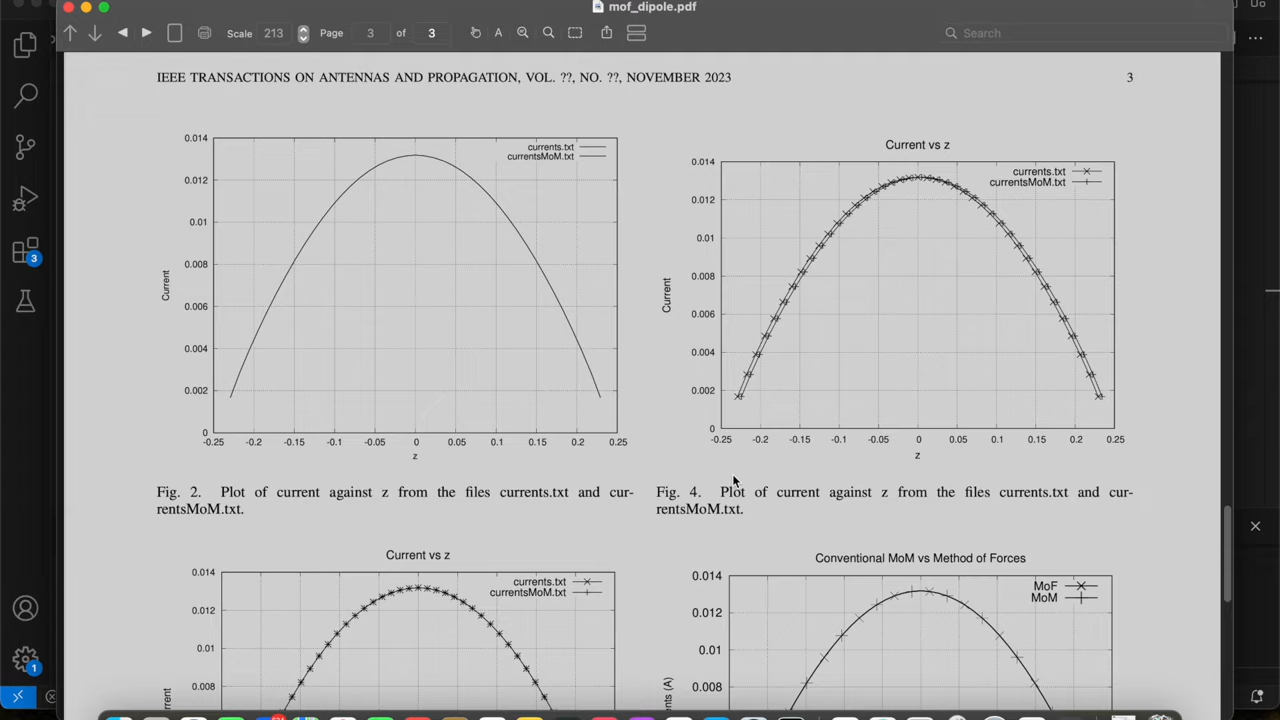 mof_dipole.pdf
Scale 213 Page 3 of 3 A Search
IEEE TRANSACTIONS ON ANTENNAS AND PROPAGATION, VOL. ??, NO. ??, NOVEMBER 2023 3
0.014
0.012
0.01
0.008
0.006
0.004
0.002
0
-0.25 -0.2 -0.15 -0.1 -0.05 0 0.05 0.1 0.15 0.2 0.25
Current
z
currents.txt
currentsMoM.txt
Fig. 2. Plot of current against z from the files currents.txt and cur-
rentsMoM.txt.
Current vs z
0.014
0.012
0.01
0.008
0.006
0.004
0.002
0
-0.25 -0.2 -0.15 -0.1 -0.05 0 0.05 0.1 0.15 0.2 0.25
Current
z
currents.txt
currentsMoM.txt
Fig. 4. Plot of current against z from the files currents.txt and cur-
rentsMoM.txt.
Current vs z
0.014
0.012
0.01
0.008
currents.txt
currentsMoM.txt
Conventional MoM vs Method of Forces
0.014
0.012
0.01
0.008
MoF
MoM
3
1